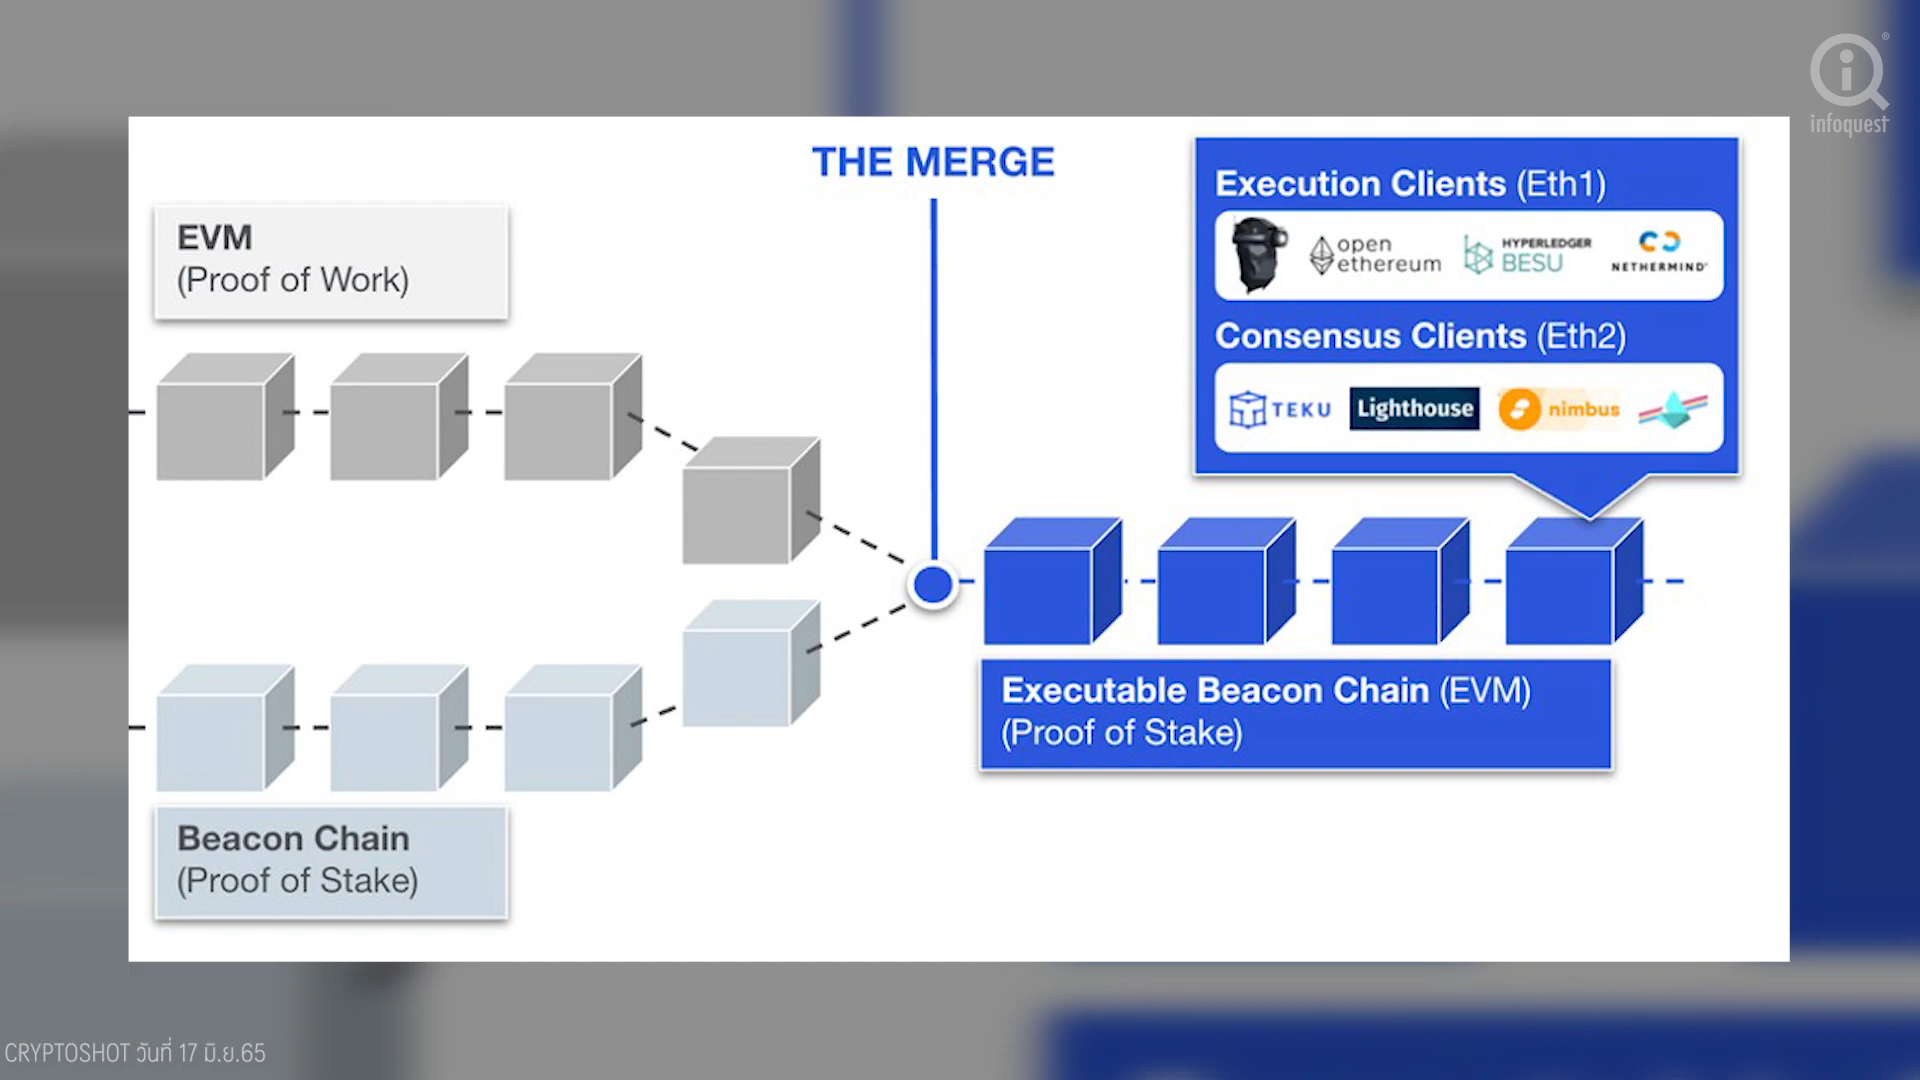 infoquest
THE MERGE
EVM
(Proof of Work)
Execution Clients (Eth1)
open
ethereum
HYPERLEDGER
BESU
NETHERMIND
Consensus Clients (Eth2)
TEKU
Lighthouse
nimbus
Executable Beacon Chain (EVM)
(Proof of Stake)
Beacon Chain
(Proof of Stake)
CRYPTOSHOT วันที่ 17 มิ.ย.65